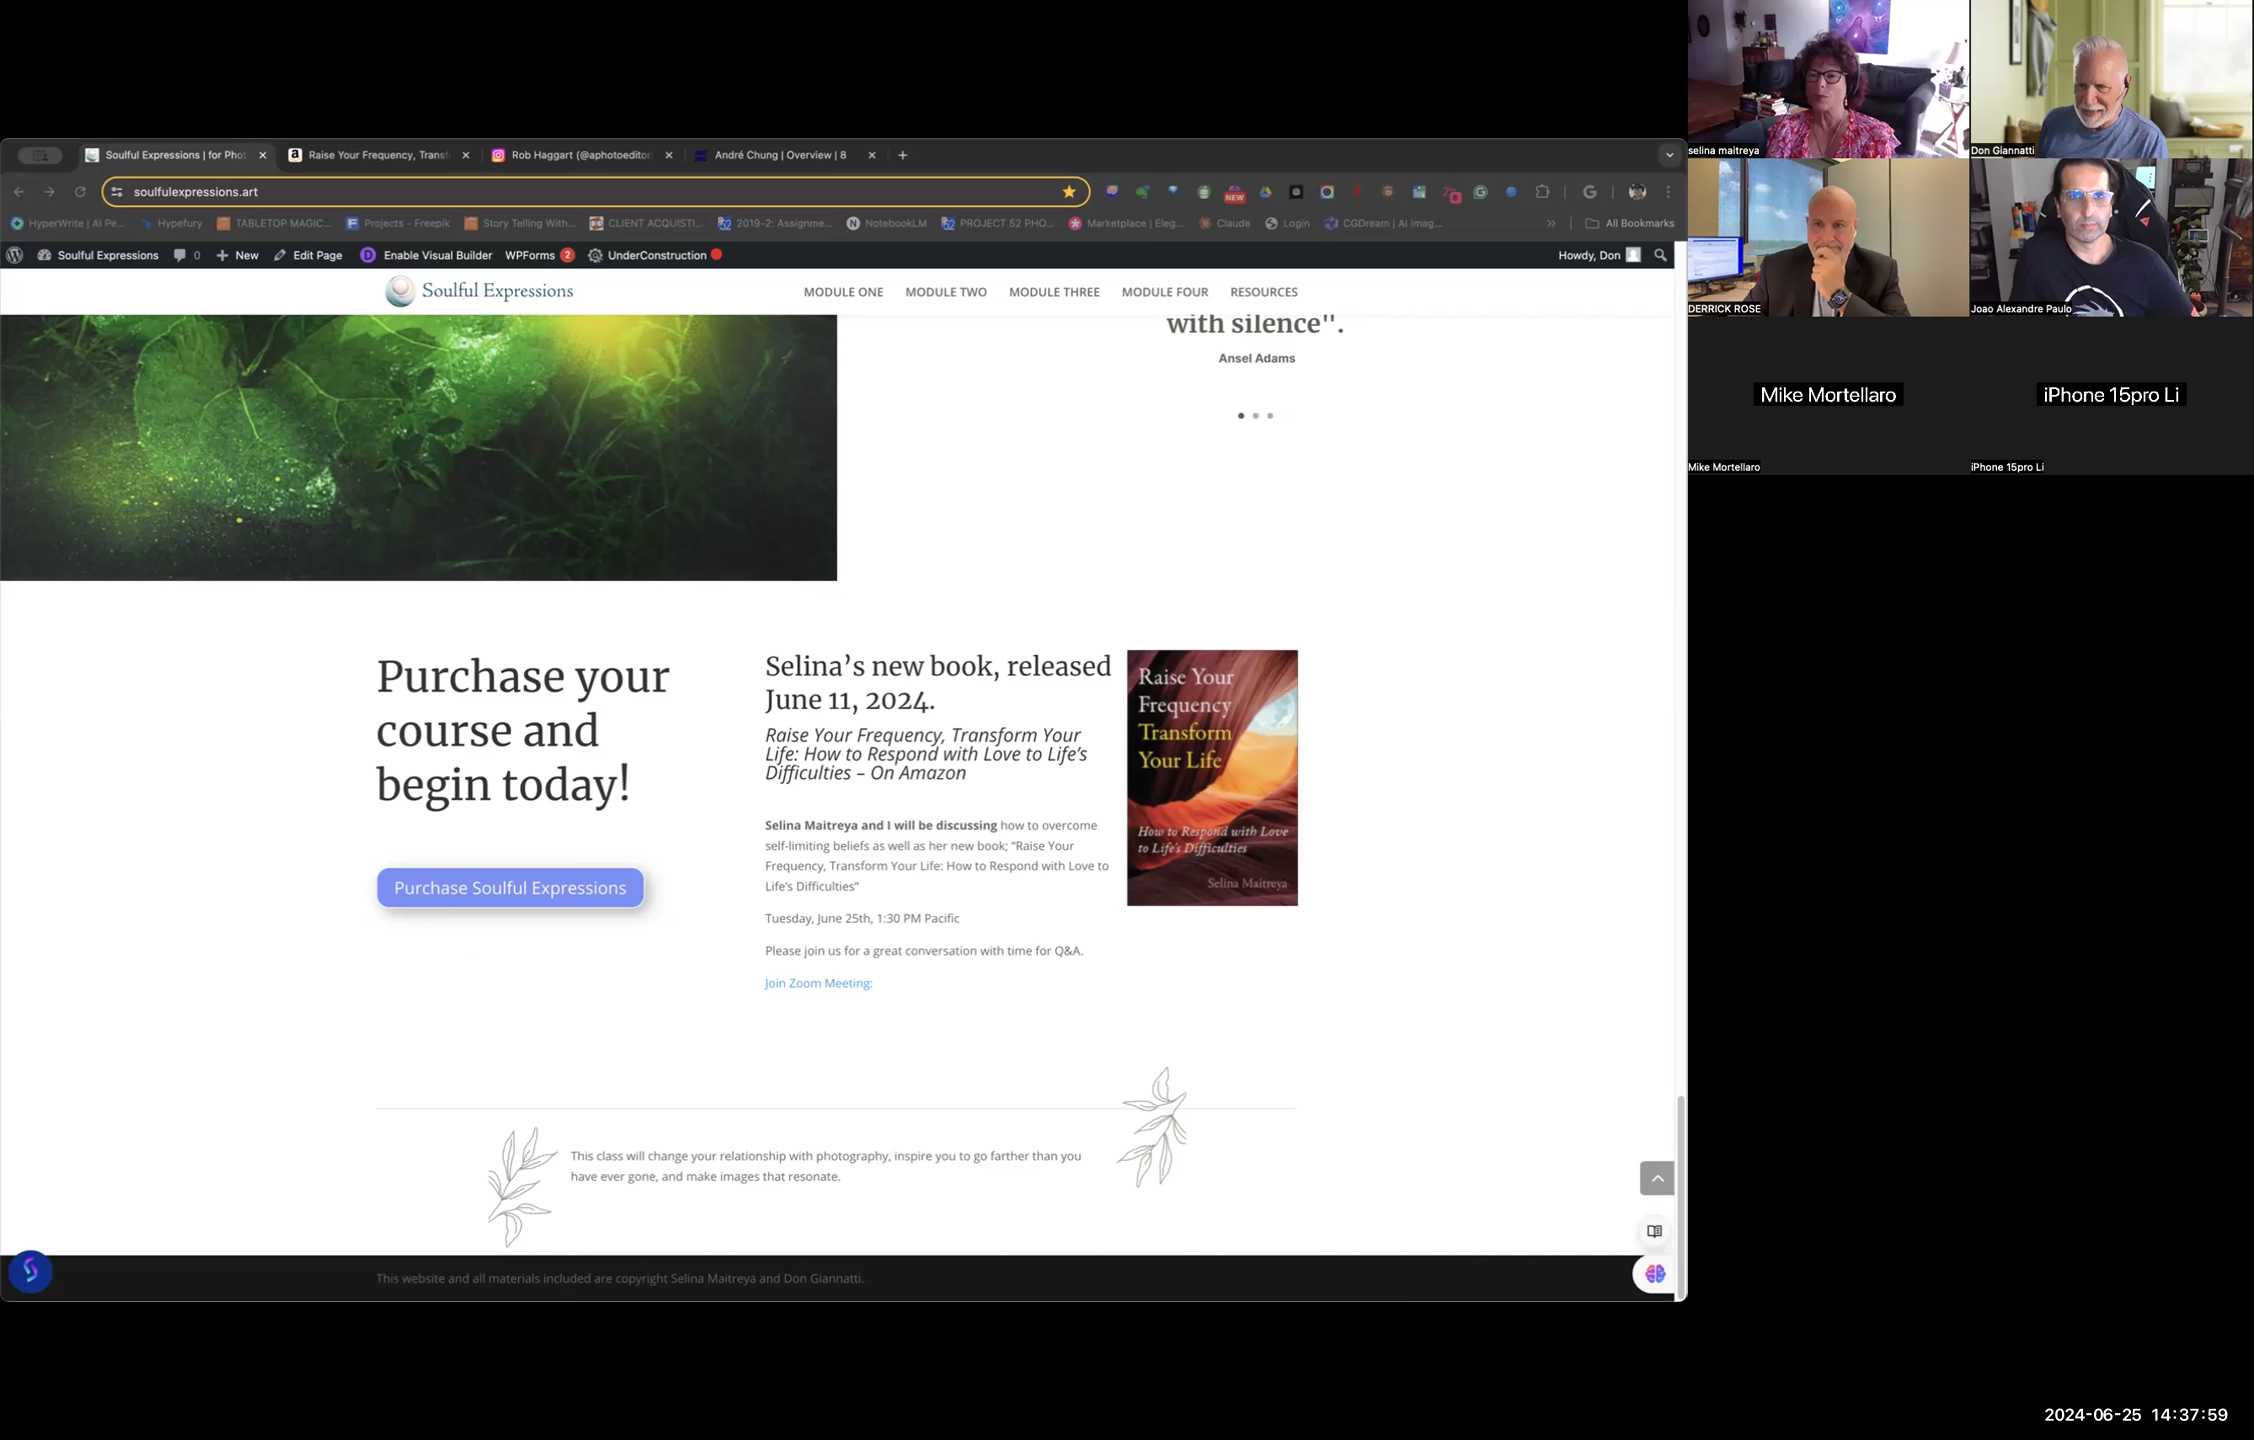 Soulful Expressions | for Phot
Raise Your Frequency, Transf
Rob Haggart (@aphotoeditor
André Chung | Overview | 8
soulfulexpressions.art
NEW
HyperWrite | AI Pe...
Hypefury
TABLETOP MAGIC...
Projects - Freepik
Story Telling With...
CLIENT ACQUISTI...
2019-2: Assignme...
NotebookLM
PROJECT 52 PHO...
Marketplace | Eleg...
Claude
Login
CGDream | AI imag...
All Bookmarks
Soulful Expressions
0
New
Edit Page
Enable Visual Builder
WPForms 2
UnderConstruction
Howdy, Don
Soulful Expressions
MODULE ONE
MODULE TWO
MODULE THREE
MODULE FOUR
RESOURCES
with silence".
Ansel Adams
Purchase your
course and
begin today!
Purchase Soulful Expressions
Selina’s new book, released
June 11, 2024.
Raise Your Frequency, Transform Your
Life: How to Respond with Love to Life’s
Difficulties – On Amazon
Selina Maitreya and I will be discussing how to overcome
self-limiting beliefs as well as her new book; “Raise Your
Frequency, Transform Your Life: How to Respond with Love to
Life’s Difficulties”
Tuesday, June 25th, 1:30 PM Pacific
Please join us for a great conversation with time for Q&A.
Join Zoom Meeting:
Raise Your
Frequency
Transform
Your Life
How to Respond with Love
to Life's Difficulties
Selina Maitreya
This class will change your relationship with photography, inspire you to go farther than you
have ever gone, and make images that resonate.
This website and all materials included are copyright Selina Maitreya and Don Giannatti.
selina maitreya
Don Giannatti
DERRICK ROSE
Joao Alexandre Paulo
Mike Mortellaro
iPhone 15pro Li
Mike Mortellaro
iPhone 15pro Li
2024-06-25 14:37:59